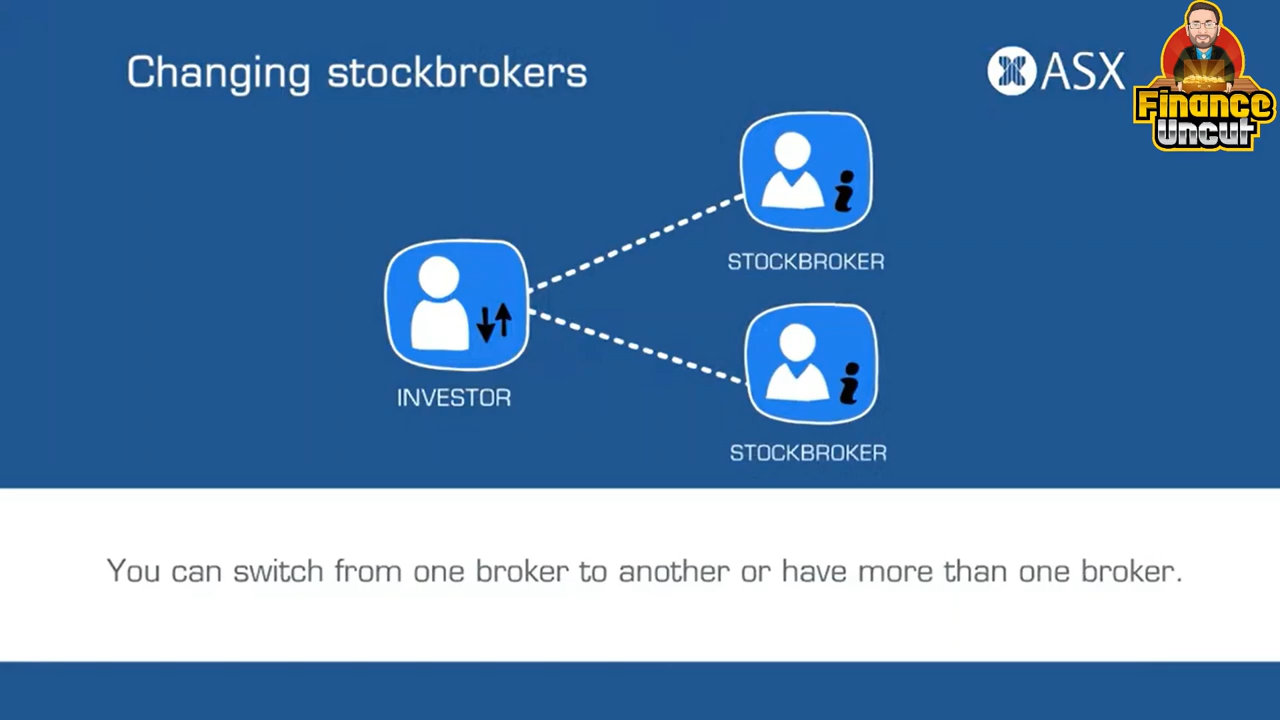 Changing stockbrokers
ASX
Finance
Uncut
STOCKBROKER
INVESTOR
STOCKBROKER
You can switch from one broker to another or have more than one broker.